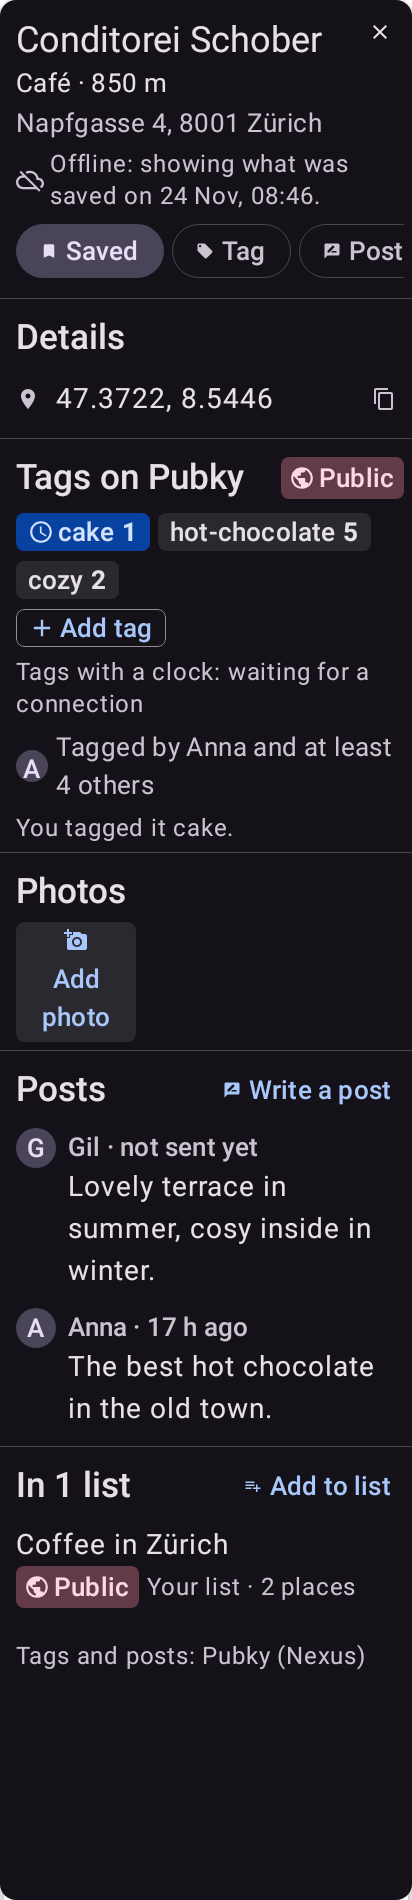 Conditorei Schober
Café · 850 m
Napfgasse 4, 8001 Zürich
Offline: showing what was
saved on 24 Nov, 08:46.
Saved
Tag
Post
Details
47.3722, 8.5446
Tags on Pubky
Public
cake 1
hot-chocolate 5
cozy 2
+ Add tag
Tags with a clock: waiting for a
connection
A
Tagged by Anna and at least
4 others
You tagged it cake.
Photos
Add
photo
Posts
Write a post
G
Gil · not sent yet
Lovely terrace in
summer, cosy inside in
winter.
A
Anna · 17 h ago
The best hot chocolate
in the old town.
In 1 list
Add to list
Coffee in Zürich
Public
Your list · 2 places
Tags and posts: Pubky (Nexus)